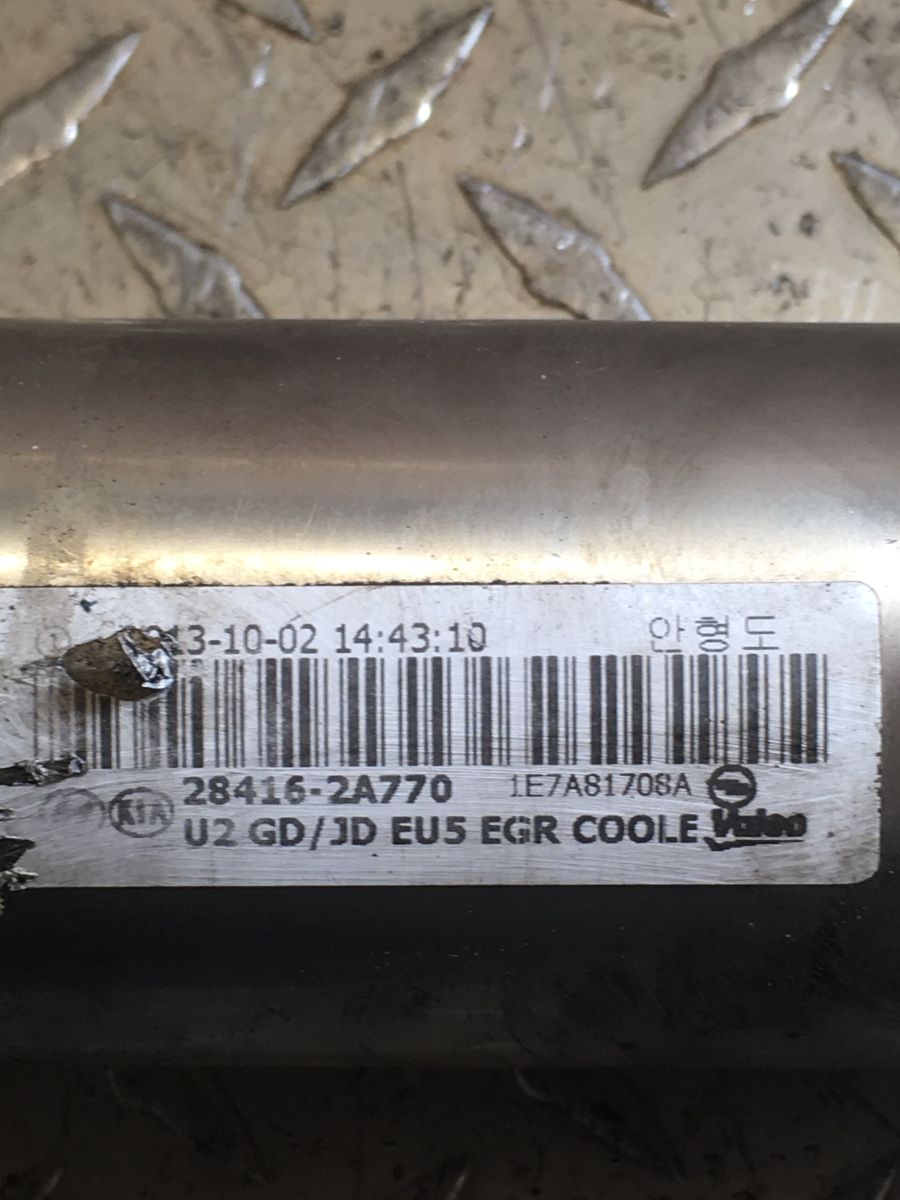 013-10-02 14:43:10 안형도
28416-2A770 1E7A81708A
KIA U2 GD/JD EU5 EGR COOLE Valeo